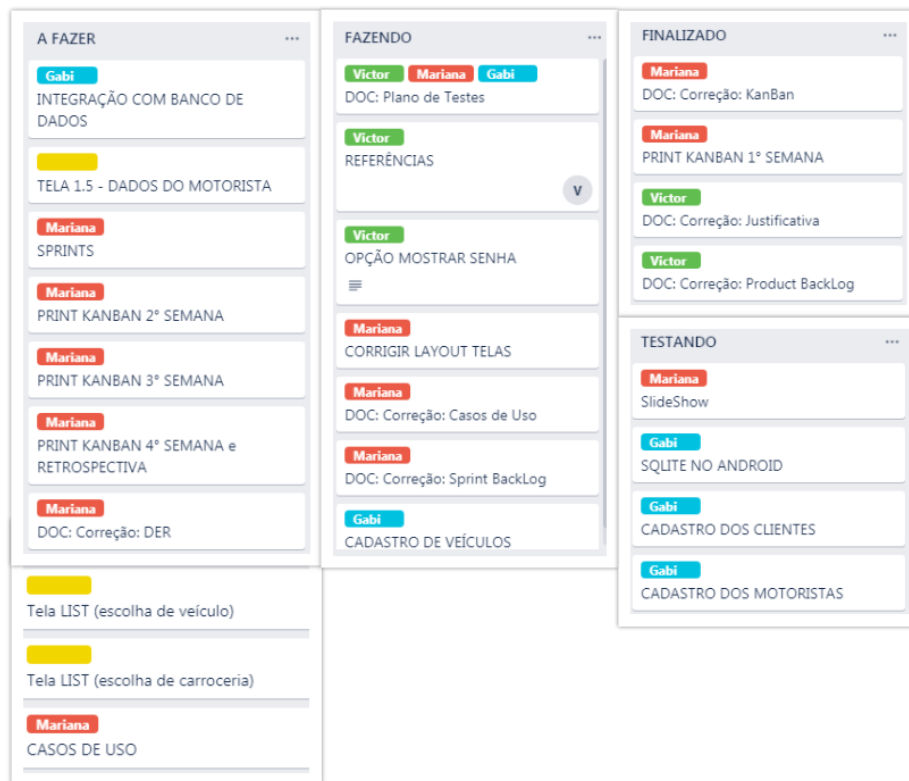 A FAZER
Gabi
INTEGRAÇÃO COM BANCO DE
DADOS
TELA 1.5 - DADOS DO MOTORISTA
Mariana
SPRINTS
Mariana
PRINT KANBAN 2° SEMANA
Mariana
PRINT KANBAN 3° SEMANA
Mariana
PRINT KANBAN 4° SEMANA e
RETROSPECTIVA
Mariana
DOC: Correção: DER
Tela LIST (escolha de veículo)
Tela LIST (escolha de carroceria)
Mariana
CASOS DE USO
FAZENDO
Victor Mariana Gabi
DOC: Plano de Testes
Victor
REFERÊNCIAS
V
Victor
OPÇÃO MOSTRAR SENHA
Mariana
CORRIGIR LAYOUT TELAS
Mariana
DOC: Correção: Casos de Uso
Mariana
DOC: Correção: Sprint BackLog
Gabi
CADASTRO DE VEÍCULOS
FINALIZADO
Mariana
DOC: Correção: KanBan
Mariana
PRINT KANBAN 1° SEMANA
Victor
DOC: Correção: Justificativa
Victor
DOC: Correção: Product BackLog
TESTANDO
Mariana
SlideShow
Gabi
SQLITE NO ANDROID
Gabi
CADASTRO DOS CLIENTES
Gabi
CADASTRO DOS MOTORISTAS